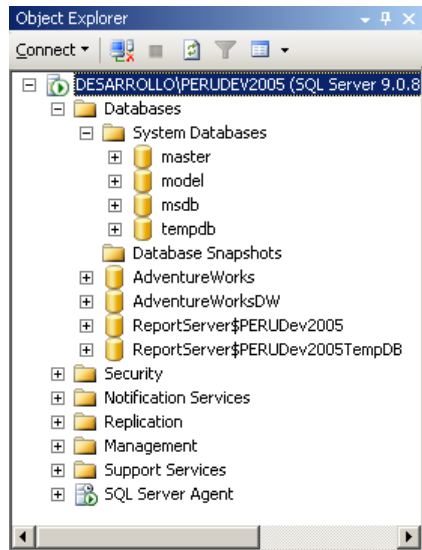 Object Explorer
Connect
DESARROLLO\PERUDEV2005 (SQL Server 9.0.8
Databases
System Databases
master
model
msdb
tempdb
Database Snapshots
AdventureWorks
AdventureWorksDW
ReportServer$PERUDev2005
ReportServer$PERUDev2005TempDB
Security
Notification Services
Replication
Management
Support Services
SQL Server Agent